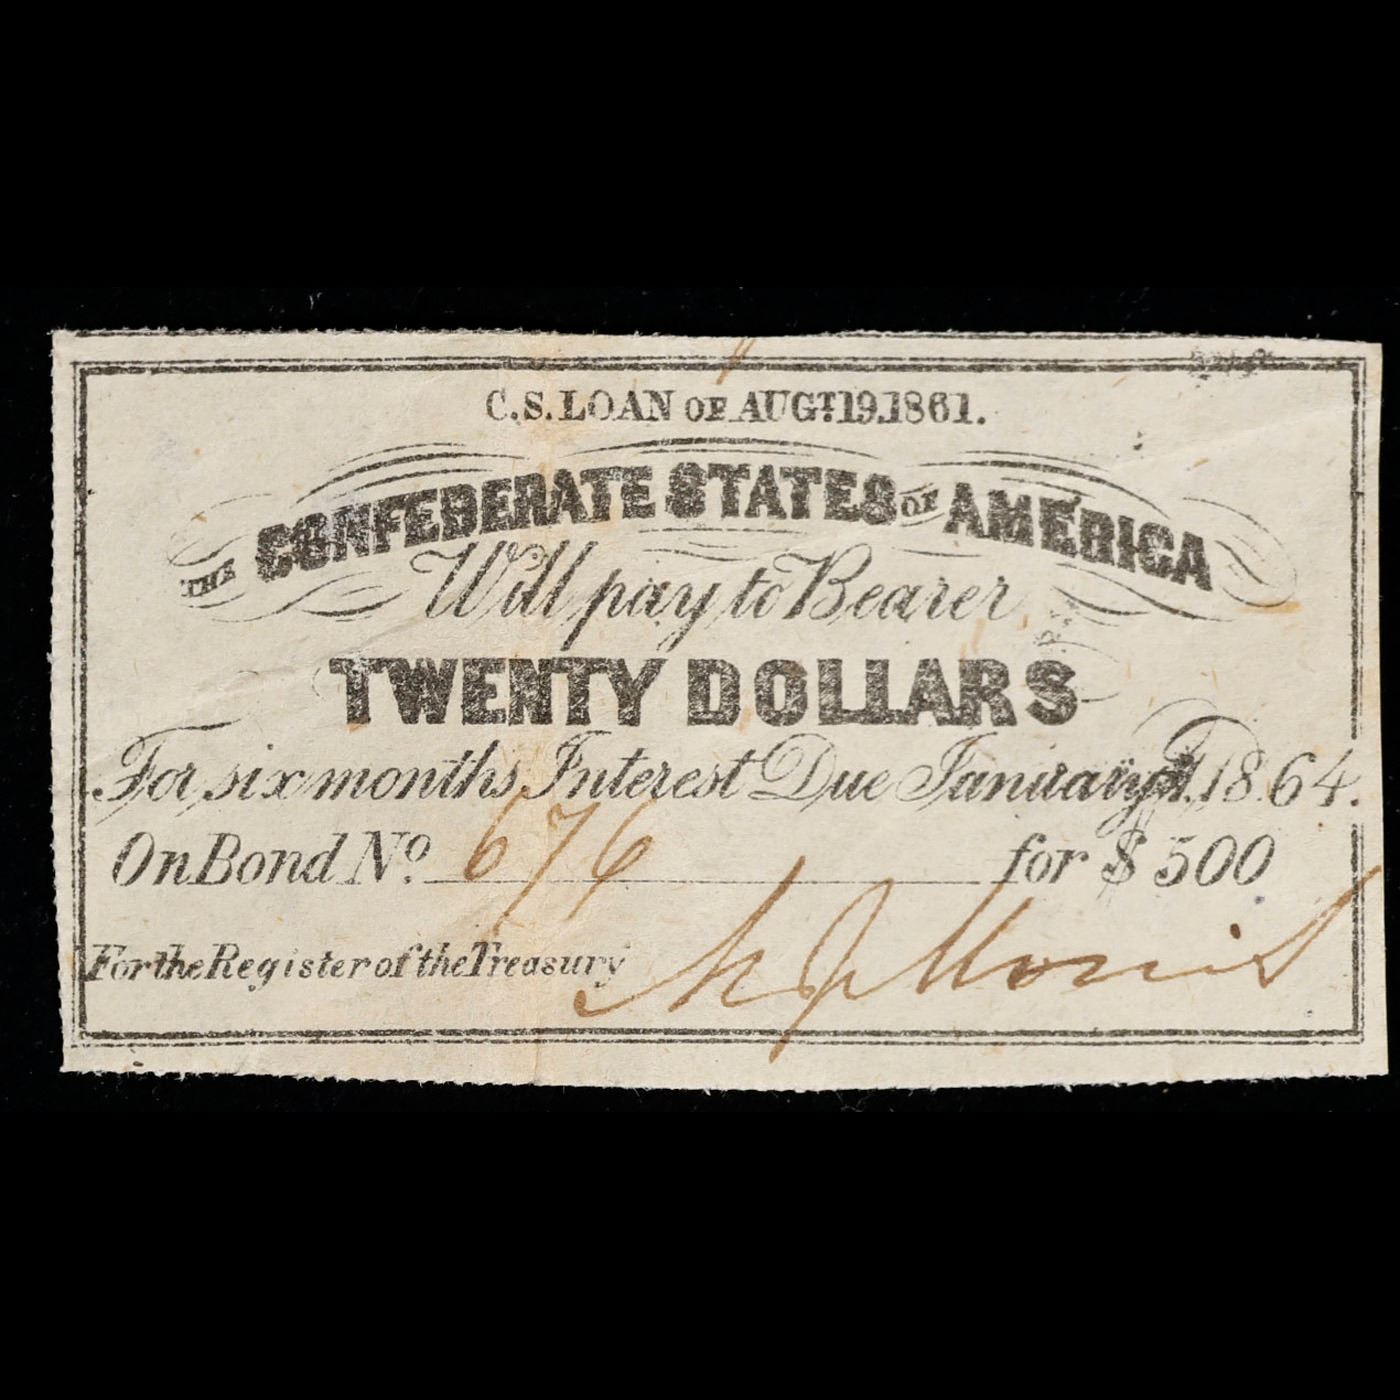 C.S. LOAN OF AUGT. 19. 1861.
THE CONFEDERATE STATES OF AMERICA
Will pay to Bearer
TWENTY DOLLARS
For six months Interest Due January 1. 1864.
On Bond No. 676 for $ 500
For the Register of the Treasury Morris